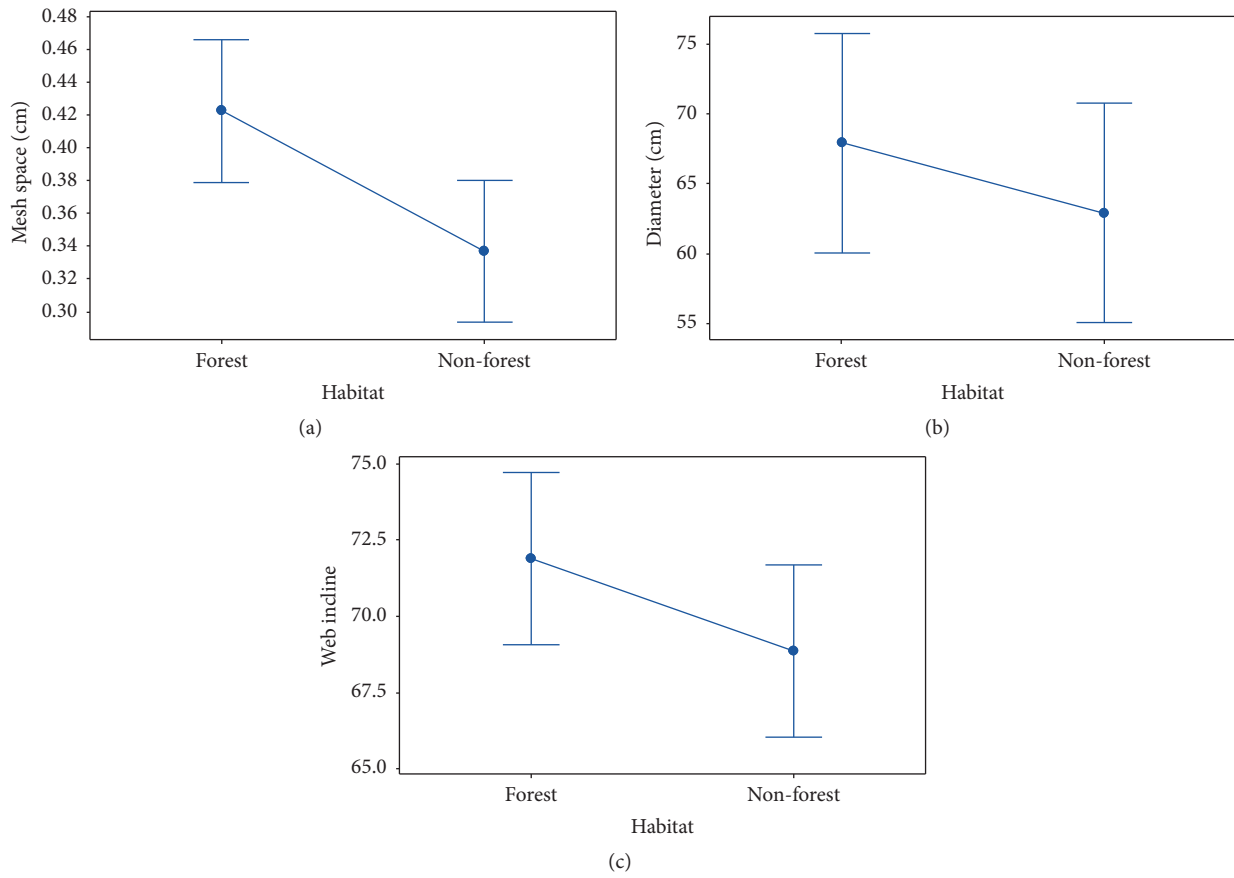 0.48
0.46
0.44
0.42
0.40
0.38
0.36
0.34
0.32
0.30
Mesh space (cm)
Forest Non-forest
Habitat
(a)
75
70
65
60
55
Diameter (cm)
Forest Non-forest
Habitat
(b)
75.0
72.5
70.0
67.5
65.0
Web incline
Forest Non-forest
Habitat
(c)